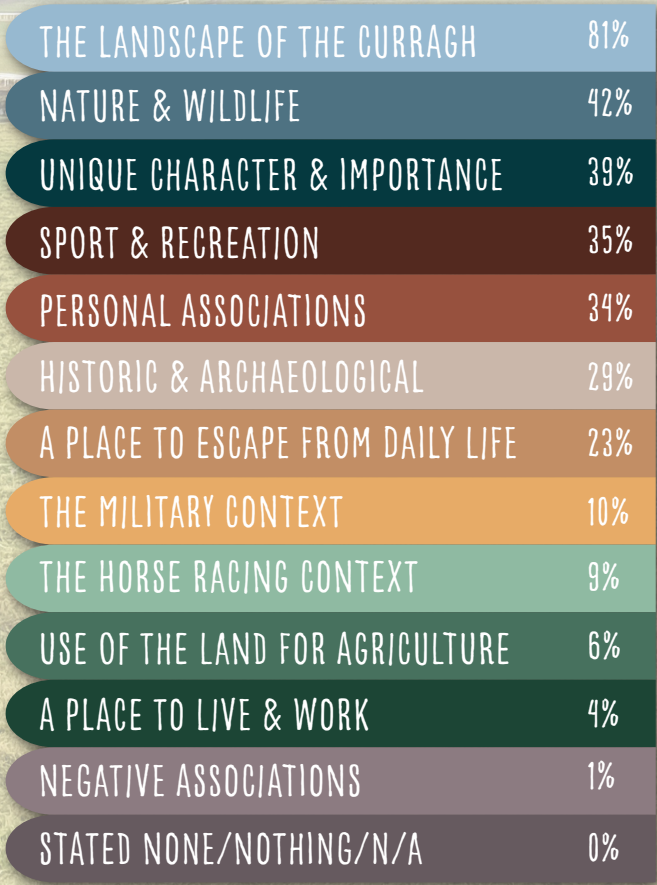 THE LANDSCAPE OF THE CURRAGH 81%
NATURE & WILDLIFE 42%
UNIQUE CHARACTER & IMPORTANCE 39%
SPORT & RECREATION 35%
PERSONAL ASSOCIATIONS 34%
HISTORIC & ARCHAEOLOGICAL 29%
A PLACE TO ESCAPE FROM DAILY LIFE 23%
THE MILITARY CONTEXT 10%
THE HORSE RACING CONTEXT 9%
USE OF THE LAND FOR AGRICULTURE 6%
A PLACE TO LIVE & WORK 4%
NEGATIVE ASSOCIATIONS 1%
STATED NONE/NOTHING/N/A 0%